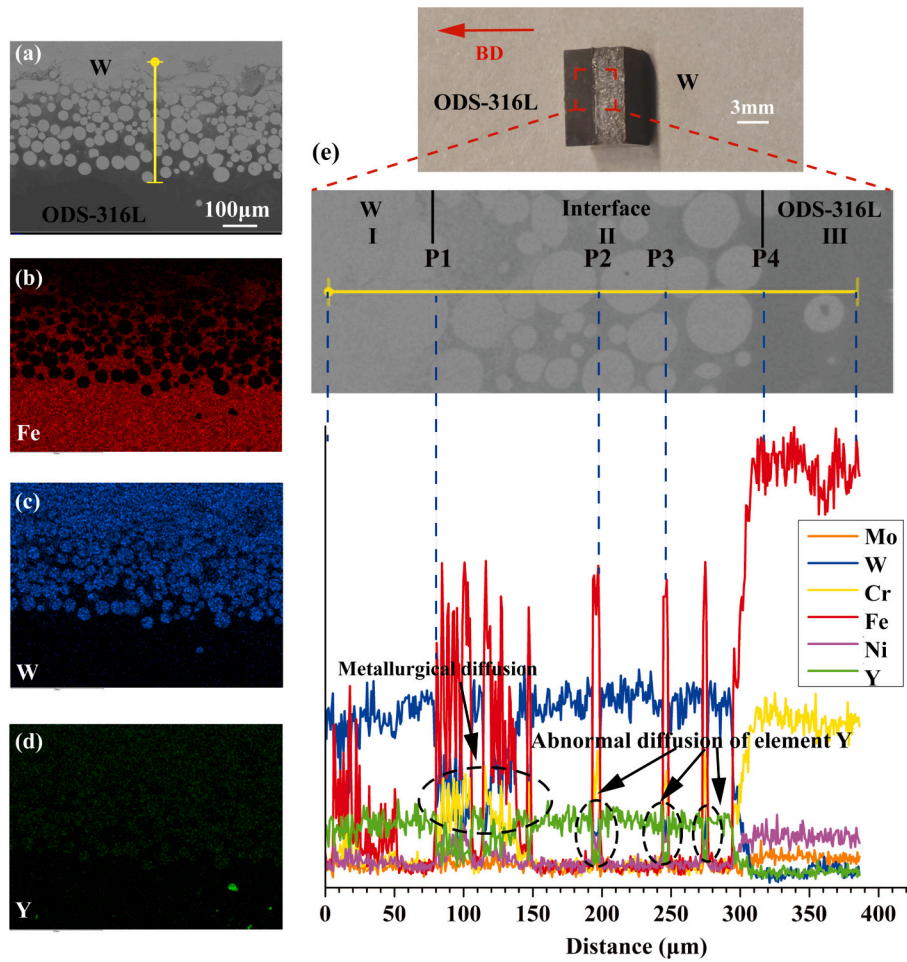 (a)
W
ODS-316L
100μm
(b)
Fe
(c)
W
(d)
Y
BD
ODS-316L
W
3mm
(e)
W
I
Interface
II
ODS-316L
III
P1
P2
P3
P4
Mo
W
Cr
Fe
Ni
Y
Metallurgical diffusion
Abnormal diffusion of element Y
0
50
100
150
200
250
300
350
400
Distance (μm)